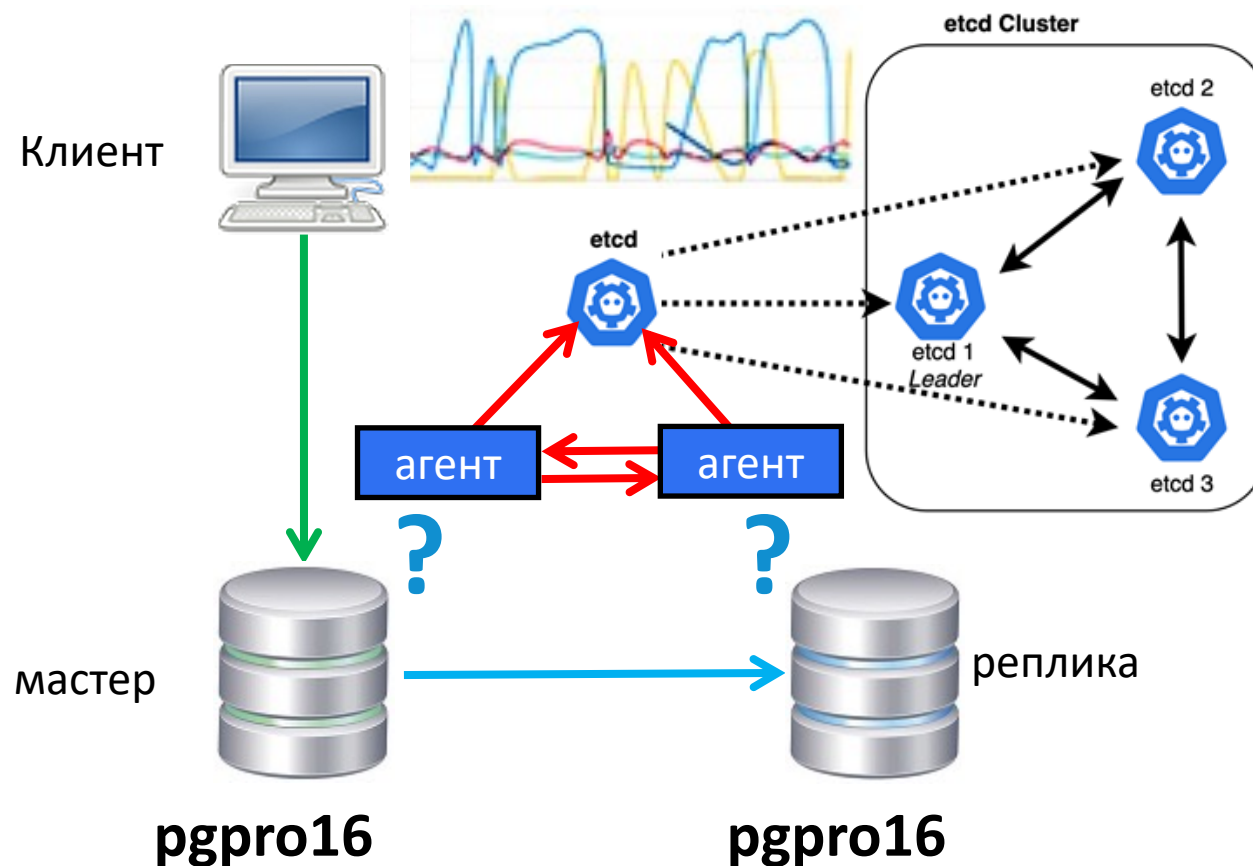 etcd Cluster
etcd 2
Клиент
etcd
etcd 1
Leader
агент
агент
etcd 3
?
?
мастер
реплика
pgpro16
pgpro16